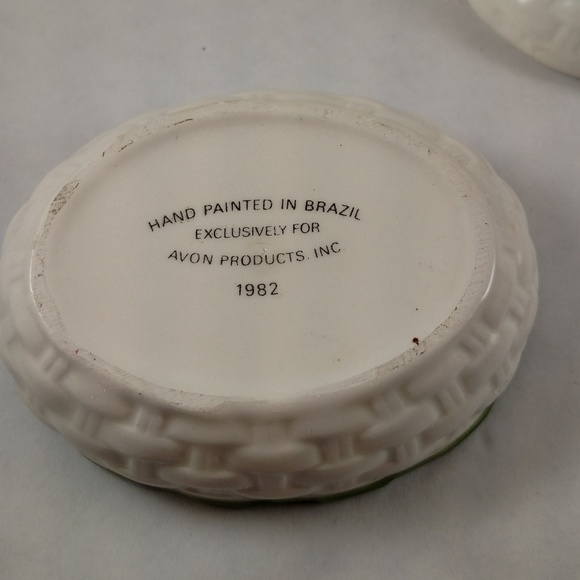 HAND PAINTED IN BRAZIL
EXCLUSIVELY FOR
AVON PRODUCTS, INC
1982